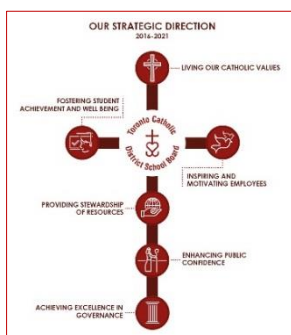 OUR STRATEGIC DIRECTION
2016-2021
LIVING OUR CATHOLIC VALUES
FOSTERING STUDENT
ACHIEVEMENT AND WELL BEING
Toronto Catholic
District School Board
INSPIRING AND
MOTIVATING EMPLOYEES
PROVIDING STEWARDSHIP
OF RESOURCES
ENHANCING PUBLIC
CONFIDENCE
ACHIEVING EXCELLENCE IN
GOVERNANCE